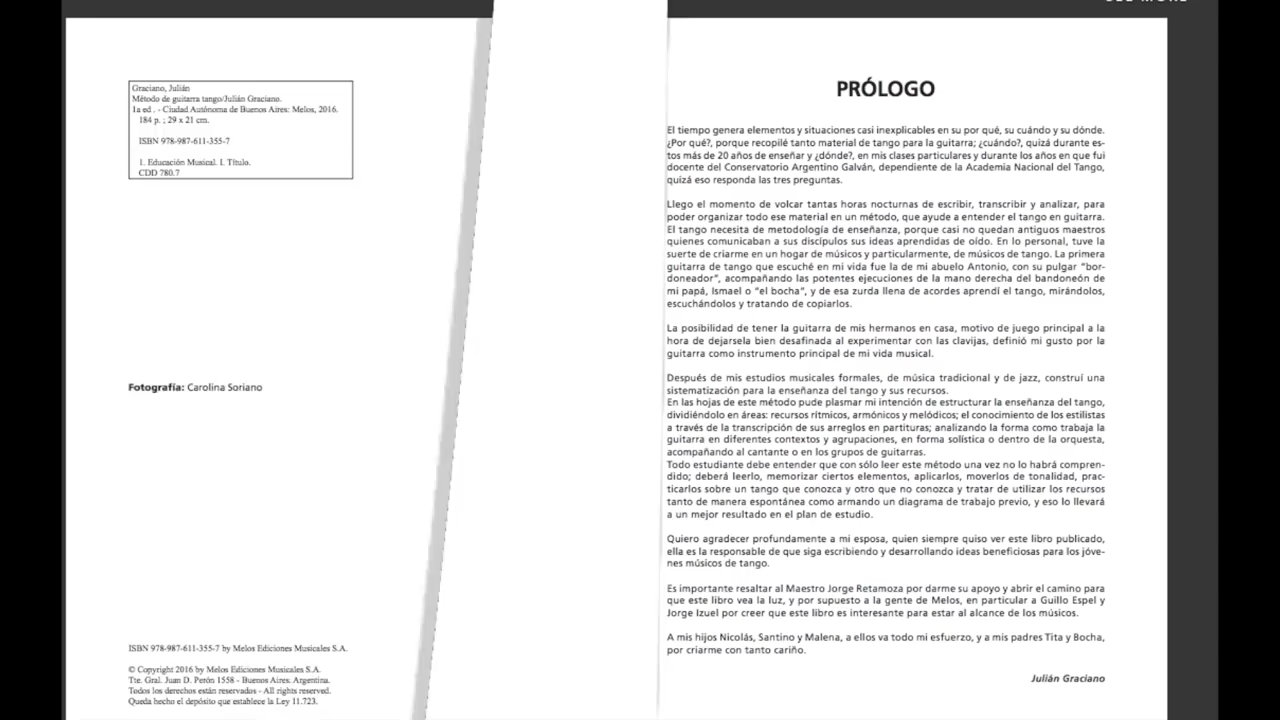 Graciano, Julián
Método de guitarra tango/Julián Graciano.
1a ed . - Ciudad Autónoma de Buenos Aires: Melos, 2016.
184 p. ; 29 x 21 cm.
ISBN 978-987-611-355-7
1. Educación Musical. I. Título.
CDD 780.7
Fotografía: Carolina Soriano
ISBN 978-987-611-355-7 by Melos Ediciones Musicales S.A.
© Copyright 2016 by Melos Ediciones Musicales S.A.
Tte. Gral. Juan D. Perón 1558 - Buenos Aires. Argentina.
Todos los derechos están reservados - All rights reserved.
Queda hecho el depósito que establece la Ley 11.723.
PRÓLOGO
El tiempo genera elementos y situaciones casi inexplicables en su por qué, su cuándo y su dónde.
¿Por qué?, porque recopilé tanto material de tango para la guitarra; ¿cuándo?, quizá durante es-
tos más de 20 años de enseñar y ¿dónde?, en mis clases particulares y durante los años en que fui
docente del Conservatorio Argentino Galván, dependiente de la Academia Nacional del Tango,
quizá eso responda las tres preguntas.
Llego el momento de volcar tantas horas nocturnas de escribir, transcribir y analizar, para
poder organizar todo ese material en un método, que ayude a entender el tango en guitarra.
El tango necesita de metodología de enseñanza, porque casi no quedan antiguos maestros
quienes comunicaban a sus discípulos sus ideas aprendidas de oído. En lo personal, tuve la
suerte de criarme en un hogar de músicos y particularmente, de músicos de tango. La primera
guitarra de tango que escuché en mi vida fue la de mi abuelo Antonio, con su pulgar “bor-
doneador”, acompañando las potentes ejecuciones de la mano derecha del bandoneón de
mi papá, Ismael o “el bocha”, y de esa zurda llena de acordes aprendí el tango, mirándolos,
escuchándolos y tratando de copiarlos.
La posibilidad de tener la guitarra de mis hermanos en casa, motivo de juego principal a la
hora de dejarsela bien desafinada al experimentar con las clavijas, definió mi gusto por la
guitarra como instrumento principal de mi vida musical.
Después de mis estudios musicales formales, de música tradicional y de jazz, construí una
sistematización para la enseñanza del tango y sus recursos.
En las hojas de este método pude plasmar mi intención de estructurar la enseñanza del tango,
dividiéndolo en áreas: recursos rítmicos, armónicos y melódicos; el conocimiento de los estilistas
a través de la transcripción de sus arreglos en partituras; analizando la forma como trabaja la
guitarra en diferentes contextos y agrupaciones, en forma solística o dentro de la orquesta,
acompañando al cantante o en los grupos de guitarras.
Todo estudiante debe entender que con sólo leer este método una vez no lo habrá compren-
dido; deberá leerlo, memorizar ciertos elementos, aplicarlos, moverlos de tonalidad, prac-
ticarlos sobre un tango que conozca y otro que no conozca y tratar de utilizar los recursos
tanto de manera espontánea como armando un diagrama de trabajo previo, y eso lo llevará
a un mejor resultado en el plan de estudio.
Quiero agradecer profundamente a mi esposa, quien siempre quiso ver este libro publicado,
ella es la responsable de que siga escribiendo y desarrollando ideas beneficiosas para los jóve-
nes músicos de tango.
Es importante resaltar al Maestro Jorge Retamoza por darme su apoyo y abrir el camino para
que este libro vea la luz, y por supuesto a la gente de Melos, en particular a Guillo Espel y
Jorge Izuel por creer que este libro es interesante para estar al alcance de los músicos.
A mis hijos Nicolás, Santino y Malena, a ellos va todo mi esfuerzo, y a mis padres Tita y Bocha,
por criarme con tanto cariño.
Julián Graciano